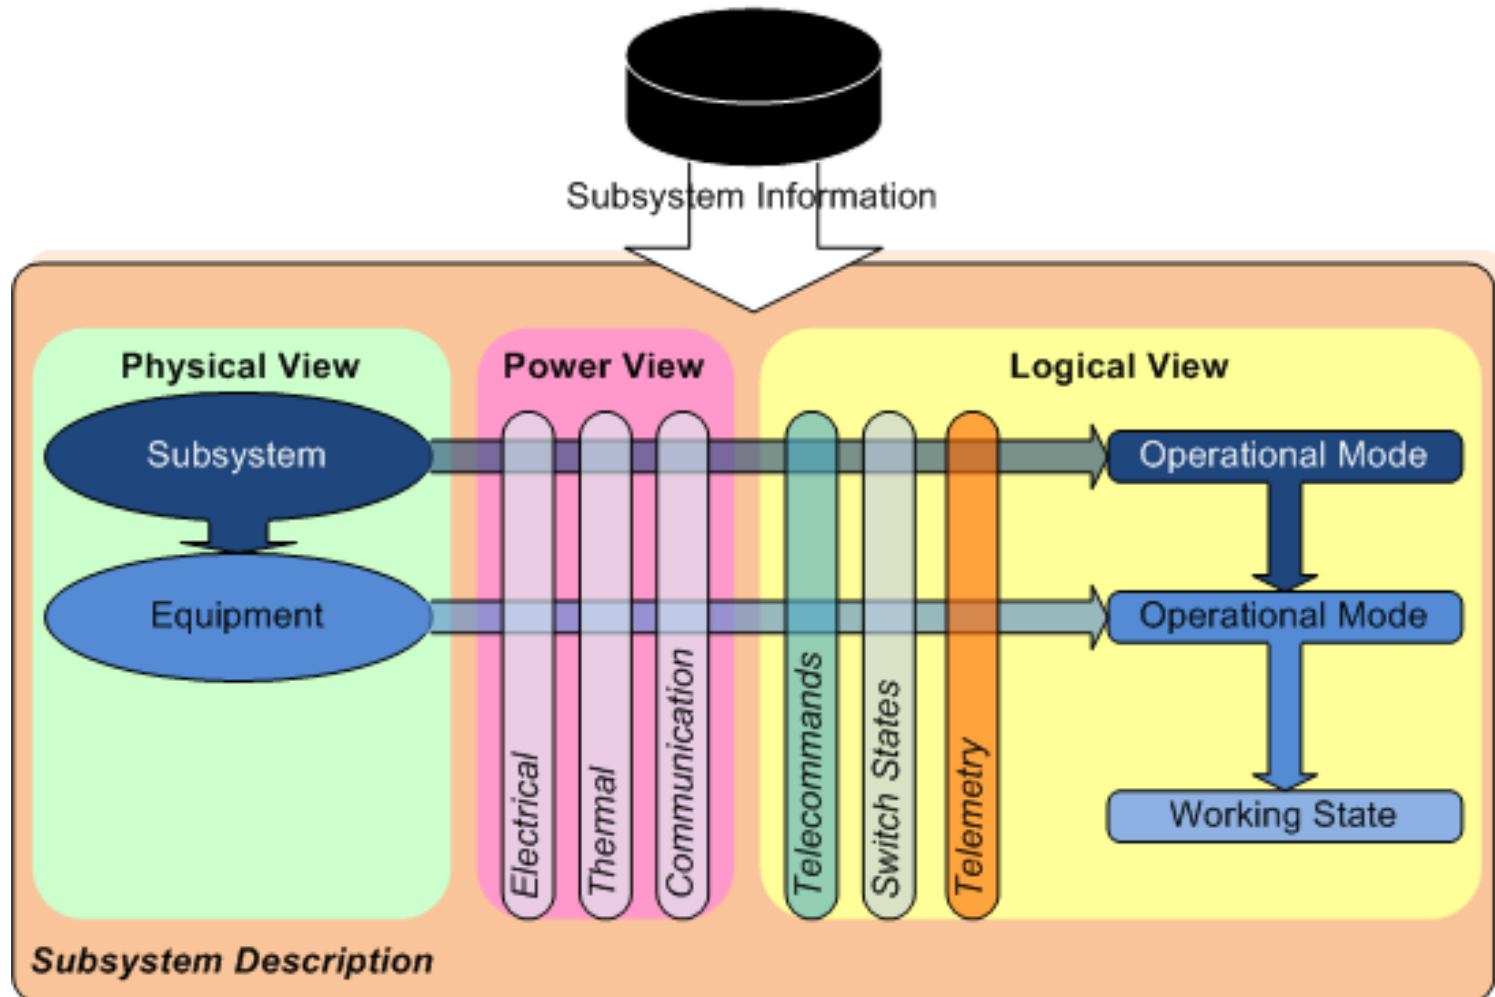 Subsystem Information
Physical View
Power View
Logical View
Subsystem
Operational Mode
Equipment
Operational Mode
Electrical
Thermal
Communication
Telecommands
Switch States
Telemetry
Working State
Subsystem Description